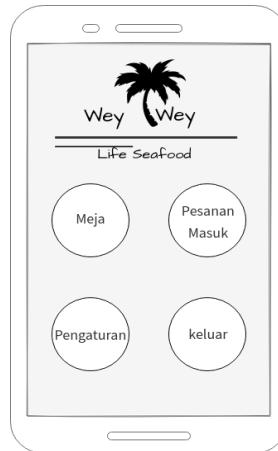 Wey Wey
Life Seafood
Meja
Pesanan
Masuk
Pengaturan
keluar